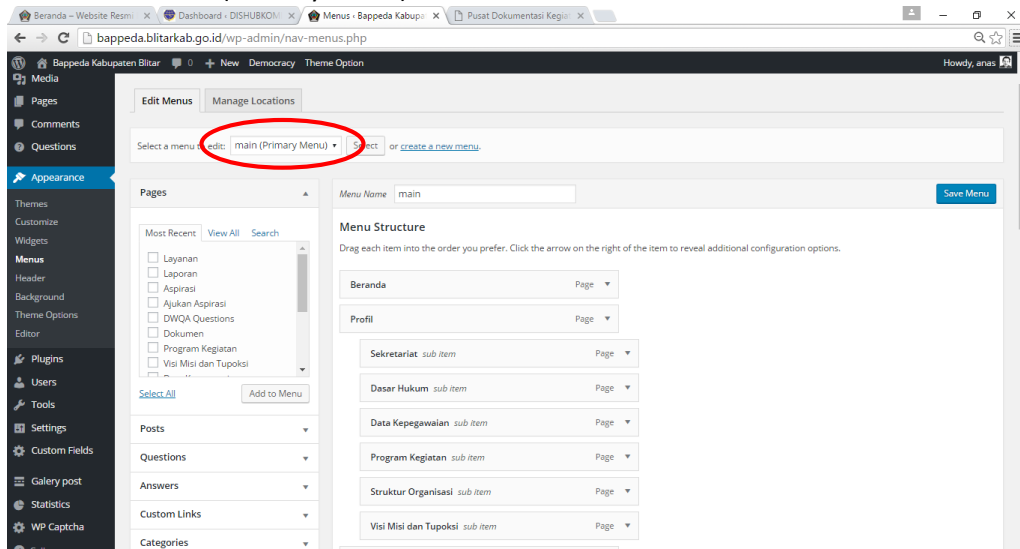 Beranda – Website Resmi
Dashboard ‹ DISHUBKOM
Menus ‹ Bappeda Kabupa
Pusat Dokumentasi Kegiat
bappeda.blitarkab.go.id/wp-admin/nav-menus.php
Bappeda Kabupaten Blitar 0 + New Democracy Theme Option Howdy, anas
Media
Pages
Comments
Questions
Appearance
Themes
Customize
Widgets
Menus
Header
Background
Theme Options
Editor
Plugins
Users
Tools
Settings
Custom Fields
Galery post
Statistics
WP Captcha
Edit Menus Manage Locations
Select a menu to edit: main (Primary Menu) Select or create a new menu.
Pages
Most Recent View All Search
Layanan
Laporan
Aspirasi
Ajukan Aspirasi
DWQA Questions
Dokumen
Program Kegiatan
Visi Misi dan Tupoksi
Select All Add to Menu
Posts
Questions
Answers
Custom Links
Categories
Menu Name main Save Menu
Menu Structure
Drag each item into the order you prefer. Click the arrow on the right of the item to reveal additional configuration options.
Beranda Page
Profil Page
Sekretariat sub item Page
Dasar Hukum sub item Page
Data Kepegawaian sub item Page
Program Kegiatan sub item Page
Struktur Organisasi sub item Page
Visi Misi dan Tupoksi sub item Page